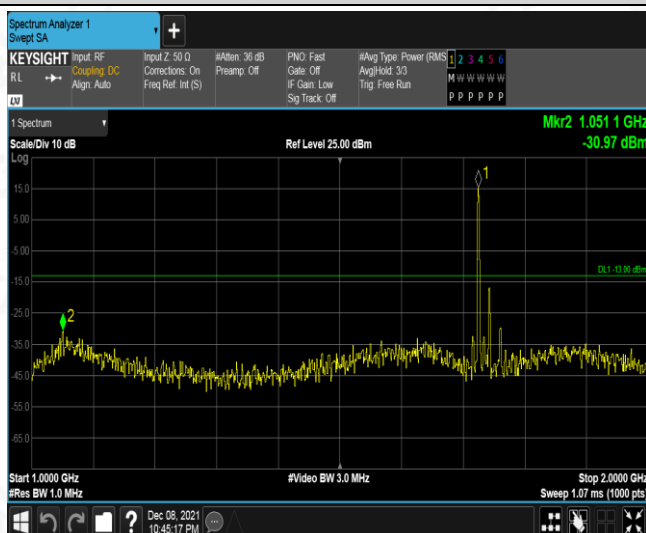 Spectrum Analyzer 1
Swept SA
+
KEYSIGHT
RL
LXI
Input: RF
Coupling: DC
Align: Auto
Input Z: 50 Ω
Corrections: On
Freq Ref: Int (S)
#Atten: 36 dB
Preamp: Off
PNO: Fast
Gate: Off
IF Gain: Low
Sig Track: Off
#Avg Type: Power (RMS
Avg|Hold: 3/3
Trig: Free Run
1 2 3 4 5 6
M W W W W W
P P P P P P
1 Spectrum
Mkr2 1.051 1 GHz
Scale/Div 10 dB
Ref Level 25.00 dBm
-30.97 dBm
Log
1
15.0
5.00
-5.00
DL1 -13.00 dBm
-15.0
2
-25.0
-35.0
-45.0
-55.0
-65.0
Start 1.0000 GHz
#Video BW 3.0 MHz
Stop 2.0000 GHz
#Res BW 1.0 MHz
Sweep 1.07 ms (1000 pts)
?
Dec 08, 2021
10:45:17 PM